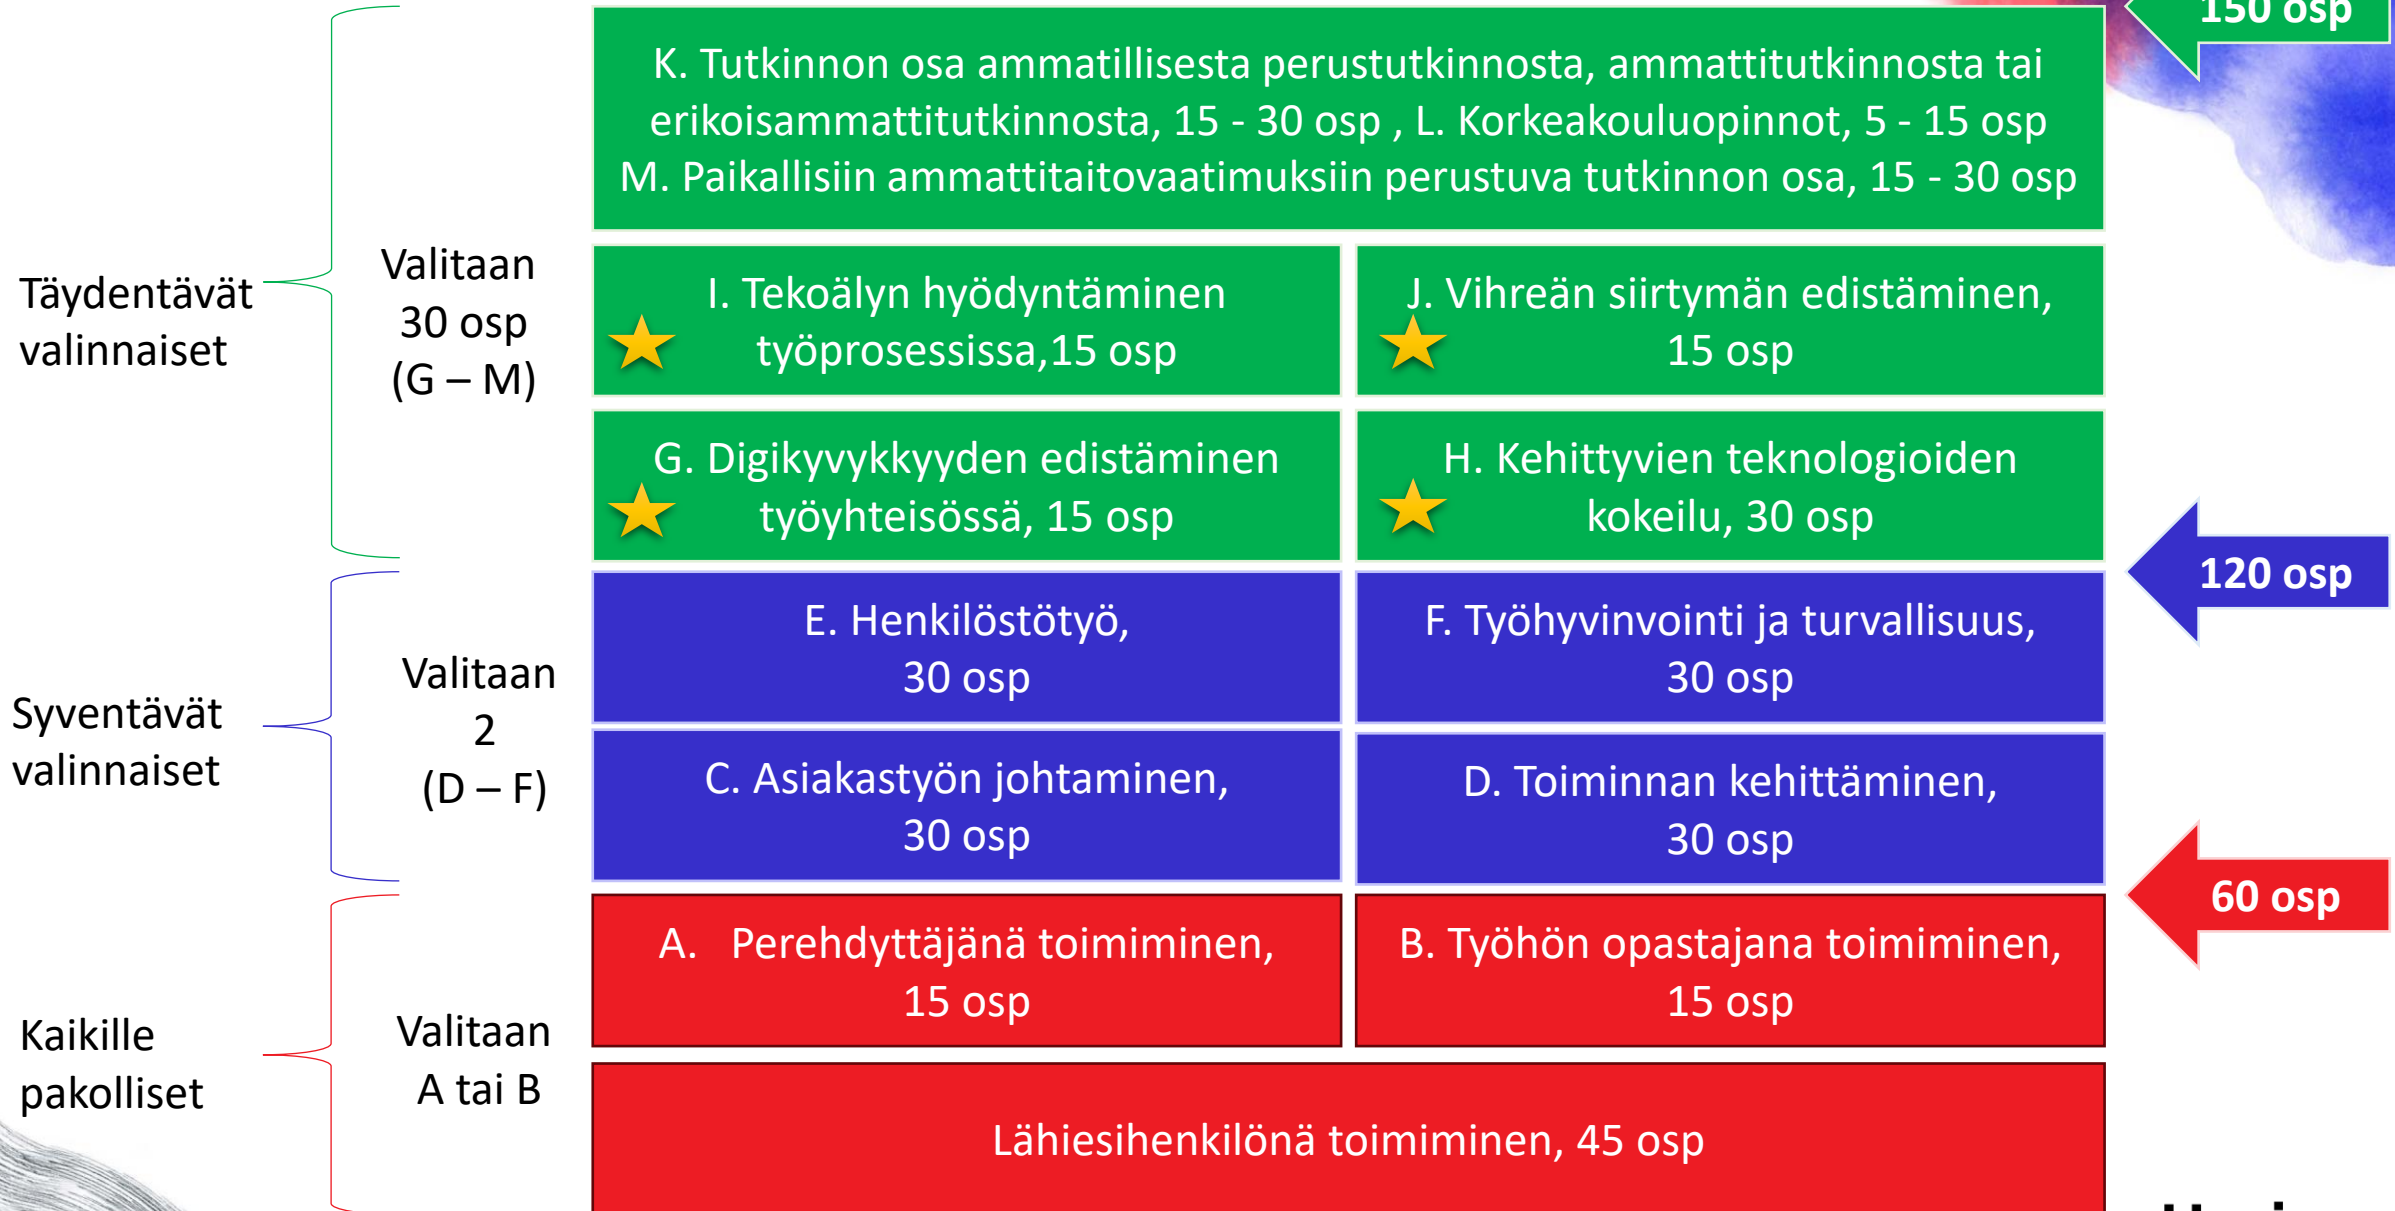 150 osp
K. Tutkinnon osa ammatillisesta perustutkinnosta, ammattitutkinnosta tai
erikoisammattitutkinnosta, 15 - 30 osp , L. Korkeakouluopinnot, 5 - 15 osp
M. Paikallisiin ammattitaitovaatimuksiin perustuva tutkinnon osa, 15 - 30 osp
Täydentävät
valinnaiset
Valitaan
30 osp
(G – M)
I. Tekoälyn hyödyntäminen
työprosessissa,15 osp
J. Vihreän siirtymän edistäminen,
15 osp
G. Digikyvykkyyden edistäminen
työyhteisössä, 15 osp
H. Kehittyvien teknologioiden
kokeilu, 30 osp
120 osp
Syventävät
valinnaiset
Valitaan
2
(D – F)
E. Henkilöstötyö,
30 osp
F. Työhyvinvointi ja turvallisuus,
30 osp
C. Asiakastyön johtaminen,
30 osp
D. Toiminnan kehittäminen,
30 osp
60 osp
Kaikille
pakolliset
Valitaan
A tai B
A. Perehdyttäjänä toimiminen,
15 osp
B. Työhön opastajana toimiminen,
15 osp
Lähiesihenkilönä toimiminen, 45 osp